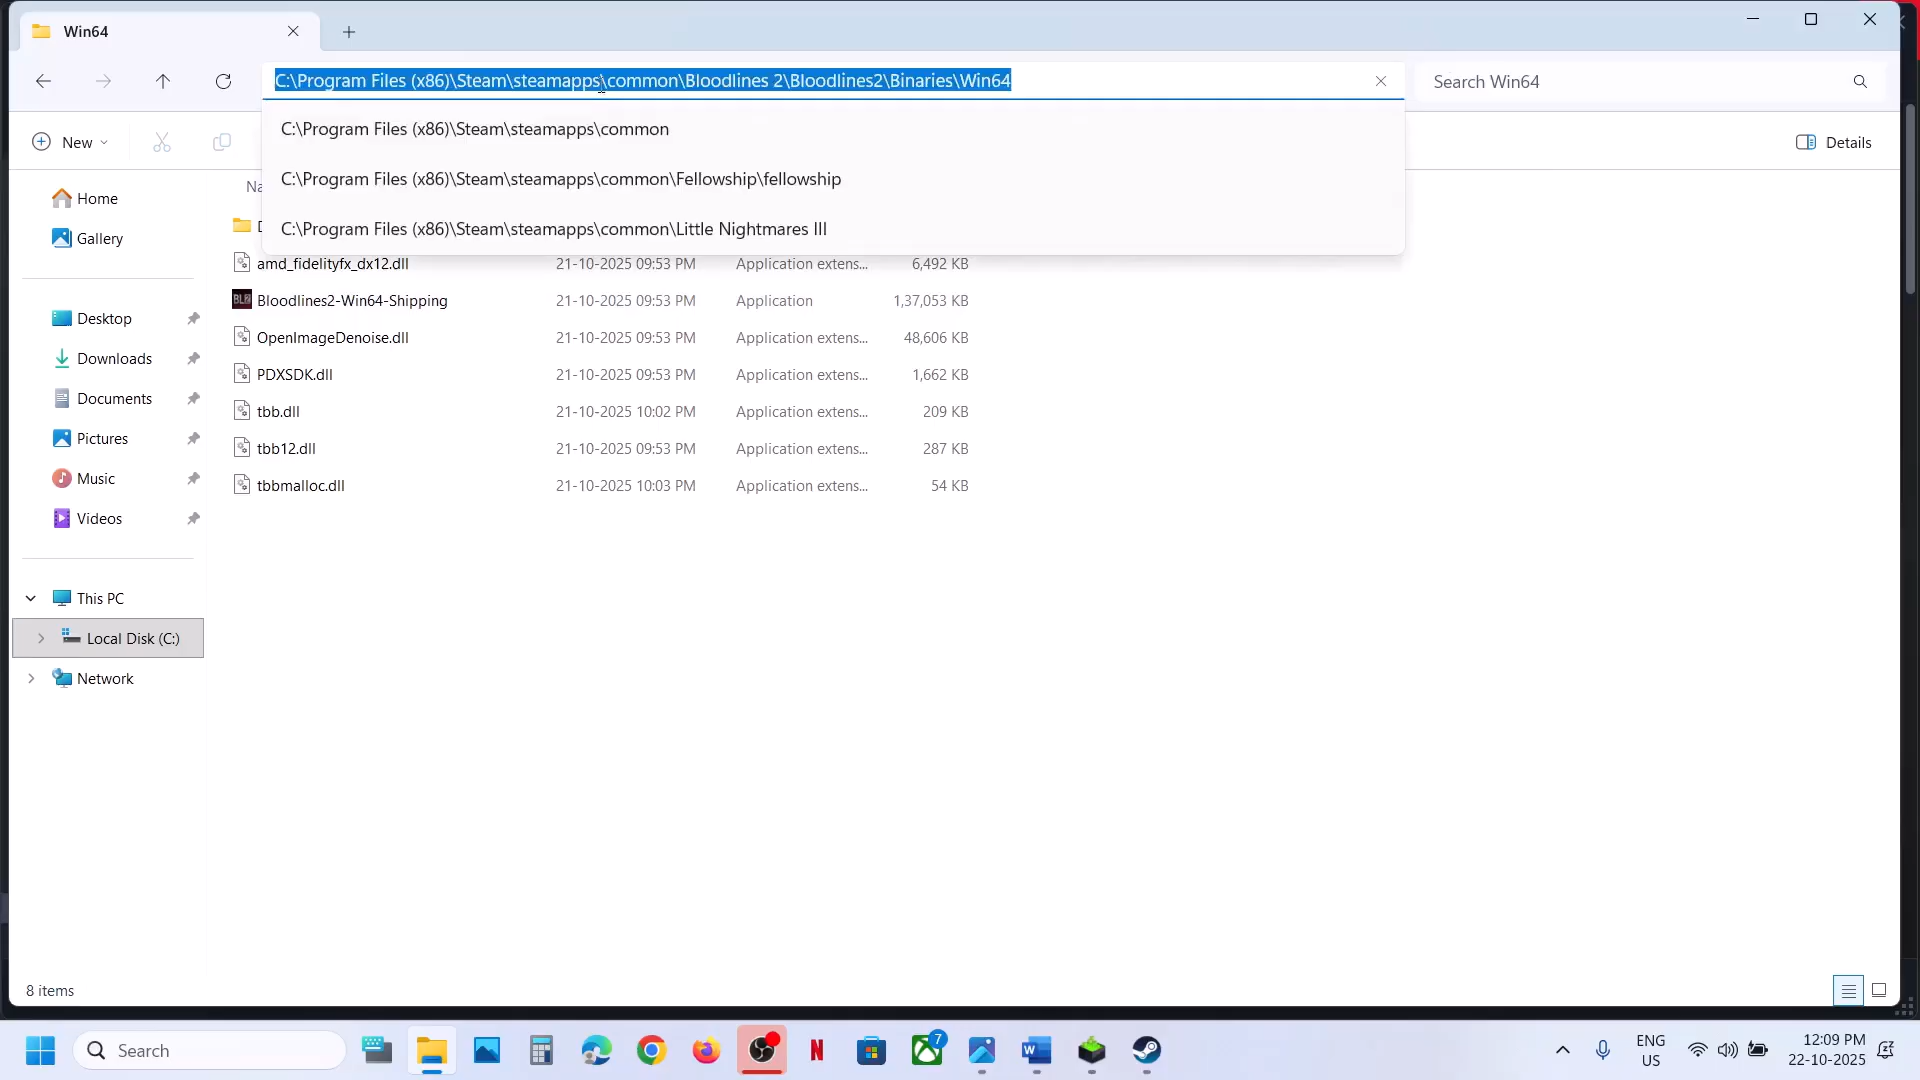 Win64
C:\Program Files (x86)\Steam\steamapps\common\Bloodlines 2\Bloodlines2\Binaries\Win64
Search Win64
C:\Program Files (x86)\Steam\steamapps\common
C:\Program Files (x86)\Steam\steamapps\common\Fellowship\fellowship
C:\Program Files (x86)\Steam\steamapps\common\Little Nightmares III
New
Details
Home
Gallery
Desktop
Downloads
Documents
Pictures
Music
Videos
This PC
Local Disk (C:)
Network
amd_fidelityfx_dx12.dll 21-10-2025 09:53 PM Application extens... 6,492 KB
Bloodlines2-Win64-Shipping 21-10-2025 09:53 PM Application 1,37,053 KB
OpenImageDenoise.dll 21-10-2025 09:53 PM Application extens... 48,606 KB
PDXSDK.dll 21-10-2025 09:53 PM Application extens... 1,662 KB
tbb.dll 21-10-2025 10:02 PM Application extens... 209 KB
tbb12.dll 21-10-2025 09:53 PM Application extens... 287 KB
tbbmalloc.dll 21-10-2025 10:03 PM Application extens... 54 KB
8 items
Search
7
ENG
US
12:09 PM
22-10-2025